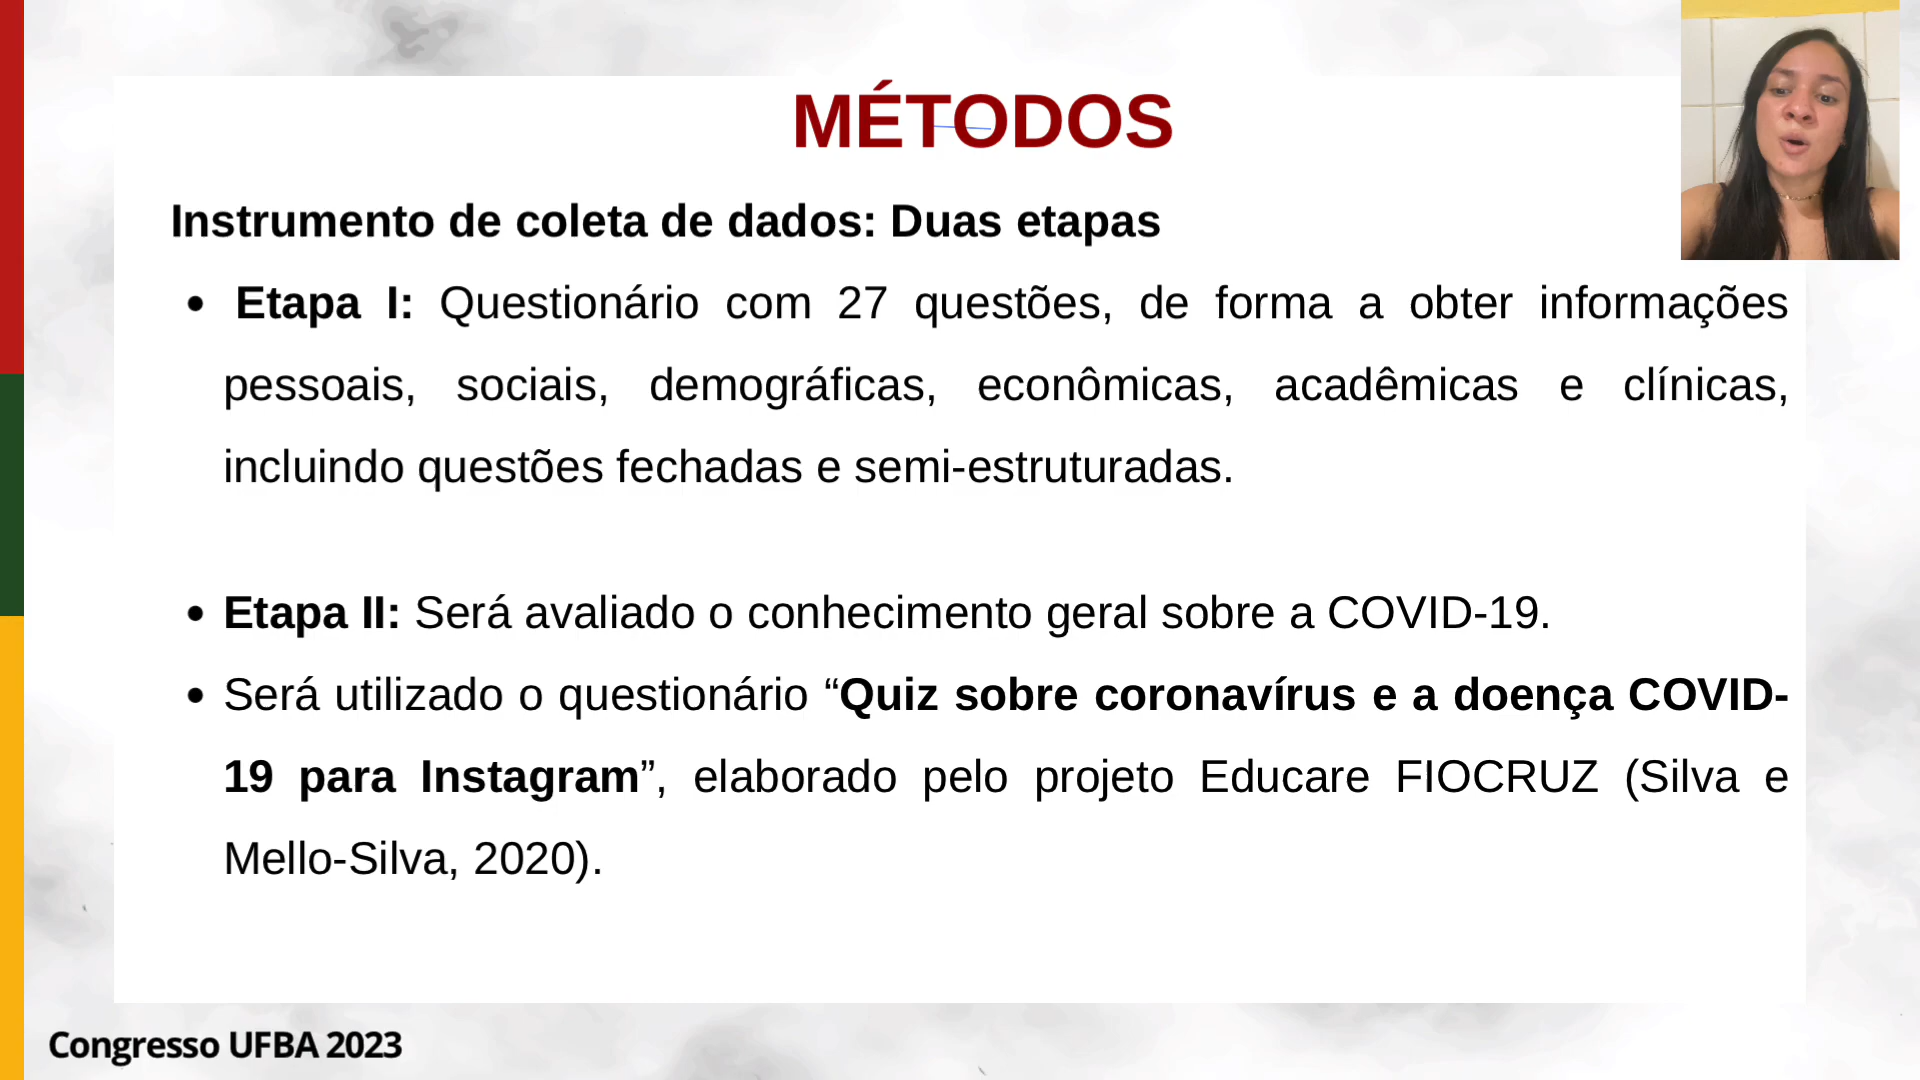 MÉTODOS
Instrumento de coleta de dados: Duas etapas
• Etapa I: Questionário com 27 questões, de forma a obter informações
pessoais, sociais, demográficas, econômicas, acadêmicas e clínicas,
incluindo questões fechadas e semi-estruturadas.
• Etapa II: Será avaliado o conhecimento geral sobre a COVID-19.
• Será utilizado o questionário “Quiz sobre coronavírus e a doença COVID-
19 para Instagram”, elaborado pelo projeto Educare FIOCRUZ (Silva e
Mello-Silva, 2020).
Congresso UFBA 2023